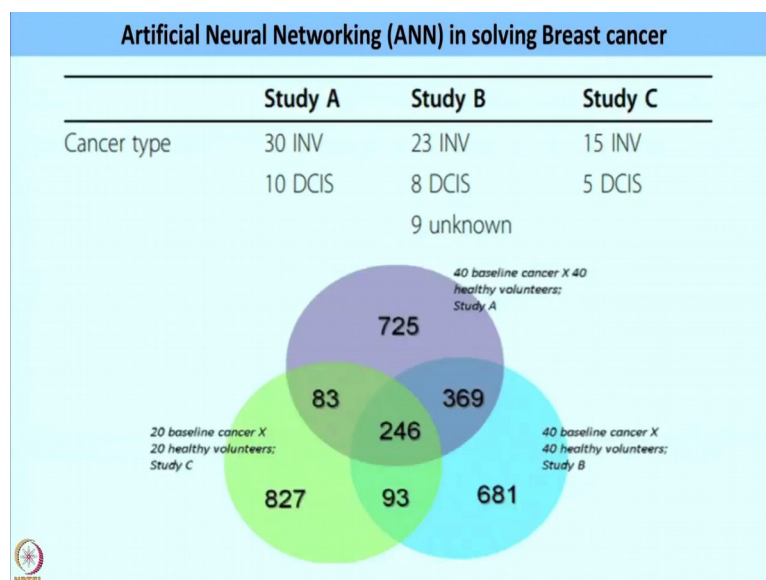 Artificial Neural Networking (ANN) in solving Breast cancer
Study A Study B Study C
Cancer type 30 INV 23 INV 15 INV
10 DCIS 8 DCIS 5 DCIS
9 unknown
40 baseline cancer X 40
healthy volunteers;
Study A
725
83 369
246
20 baseline cancer X
20 healthy volunteers;
Study C
40 baseline cancer X
40 healthy volunteers;
Study B
827 93 681
NPTEL